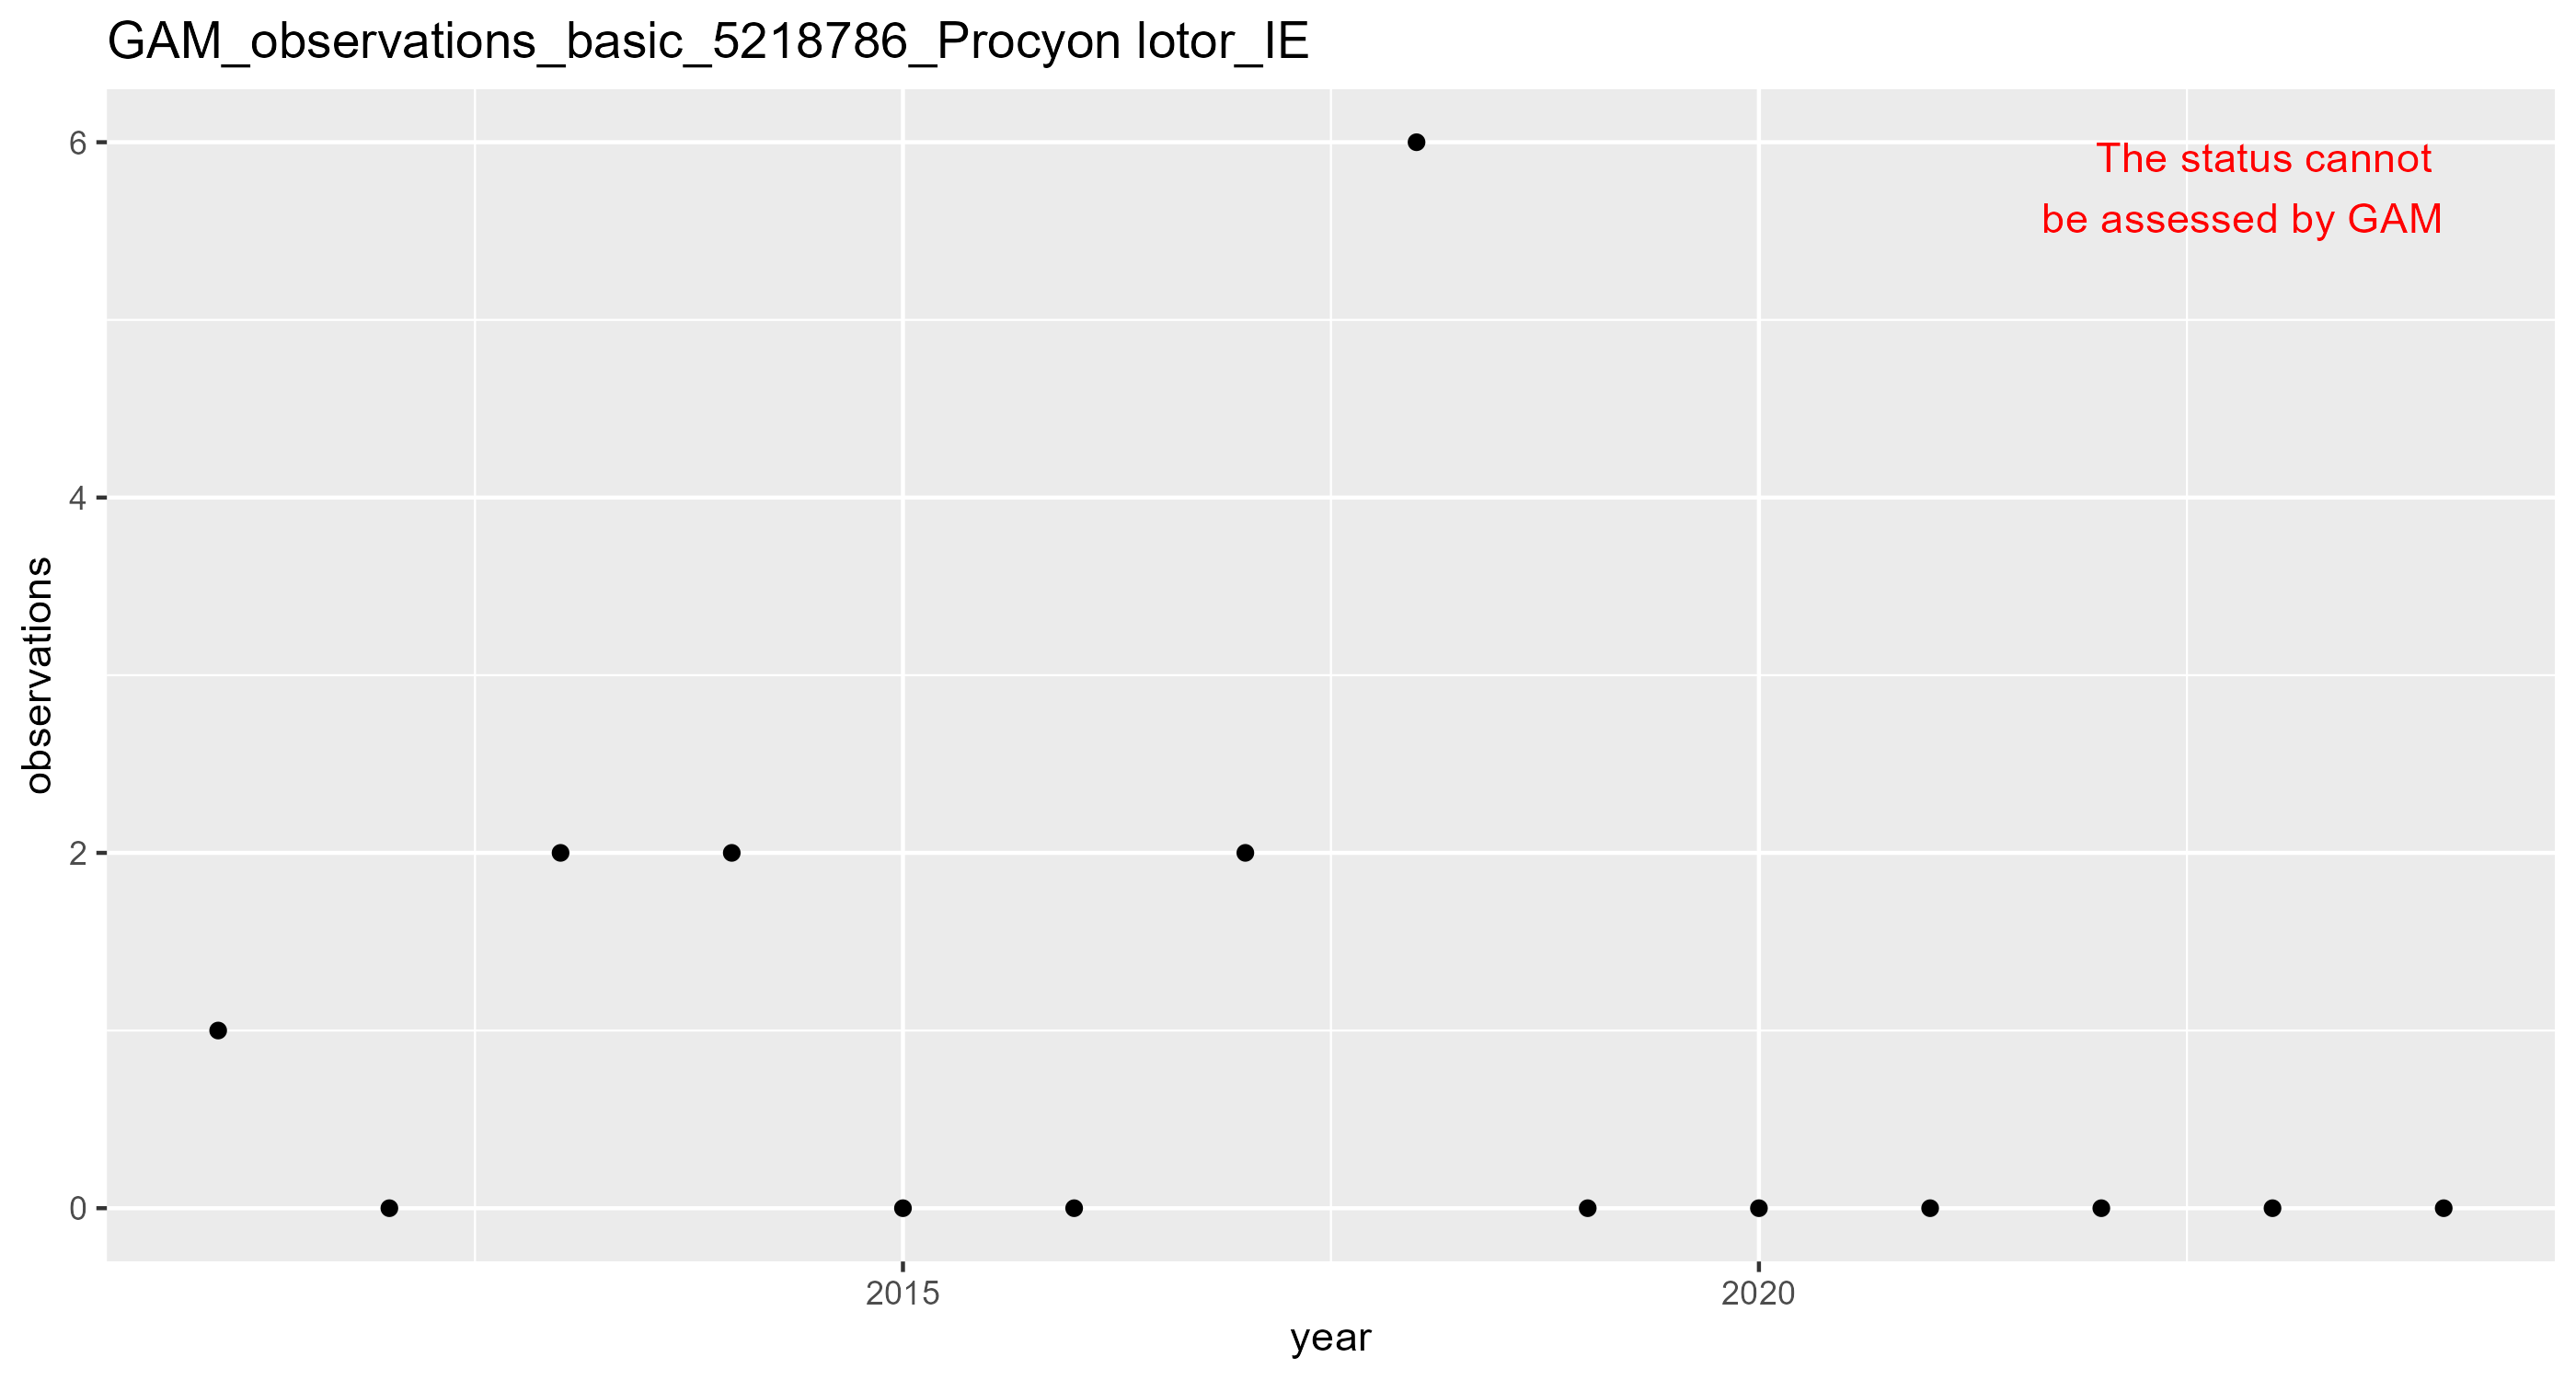 GAM_observations_basic_5218786_Procyon lotor_IE
6
The status cannot
be assessed by GAM
4
observations
2
0
2015
2020
year